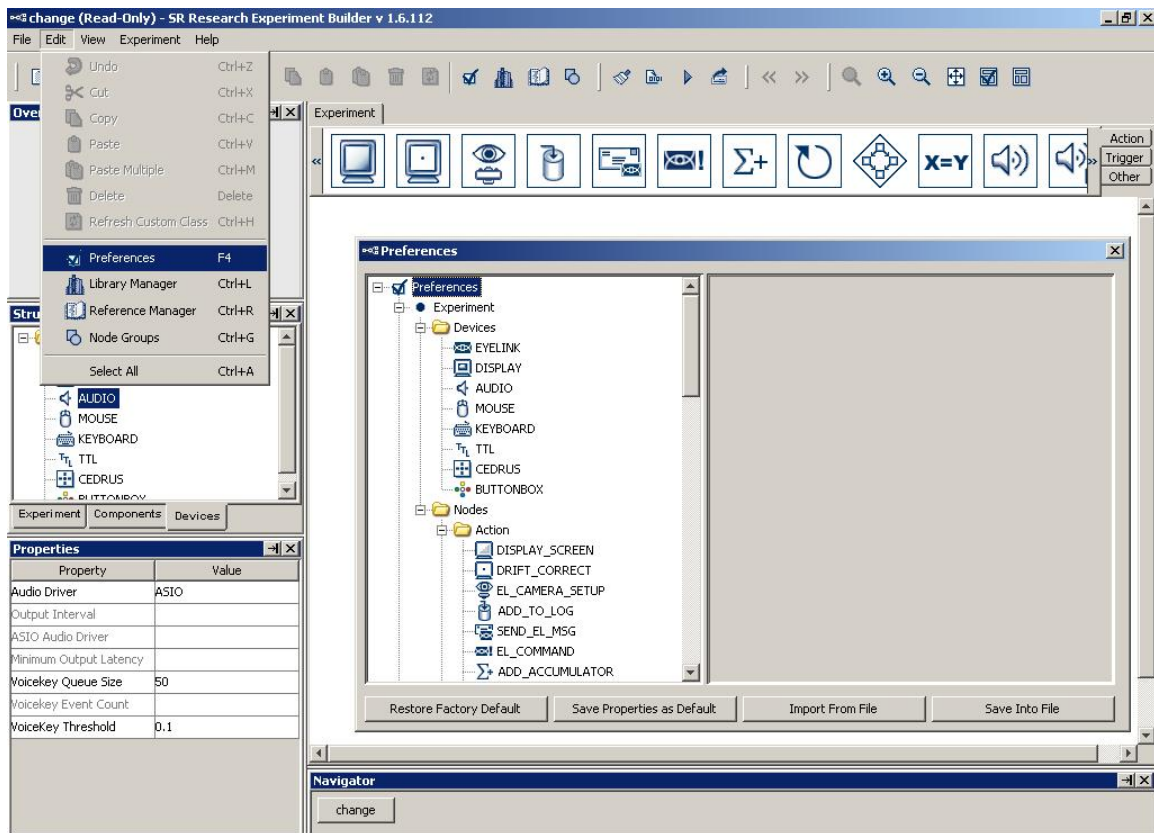 change (Read-Only) - SR Research Experiment Builder v 1.6.112
File Edit View Experiment Help
Undo Ctrl+Z
Cut Ctrl+X
Copy Ctrl+C
Paste Ctrl+V
Paste Multiple Ctrl+M
Delete Delete
Refresh Custom Class Ctrl+H
Preferences F4
Library Manager Ctrl+L
Reference Manager Ctrl+R
Node Groups Ctrl+G
Select All Ctrl+A
Over
Stru
AUDIO
MOUSE
KEYBOARD
TTL
CEDRUS
BUTTONBOX
Experiment Components Devices
Properties
Property Value
Audio Driver ASIO
Output Interval
ASIO Audio Driver
Minimum Output Latency
Voicekey Queue Size 50
Voicekey Event Count
VoiceKey Threshold 0.1
Experiment
Σ+ X=Y
Action
Trigger
Other
Preferences
Preferences
Experiment
Devices
EYELINK
DISPLAY
AUDIO
MOUSE
KEYBOARD
TTL TTL
CEDRUS
BUTTONBOX
Nodes
Action
DISPLAY_SCREEN
DRIFT_CORRECT
EL_CAMERA_SETUP
ADD_TO_LOG
SEND_EL_MSG
EL_COMMAND
Σ+ ADD_ACCUMULATOR
Restore Factory Default Save Properties as Default Import From File Save Into File
Navigator
change